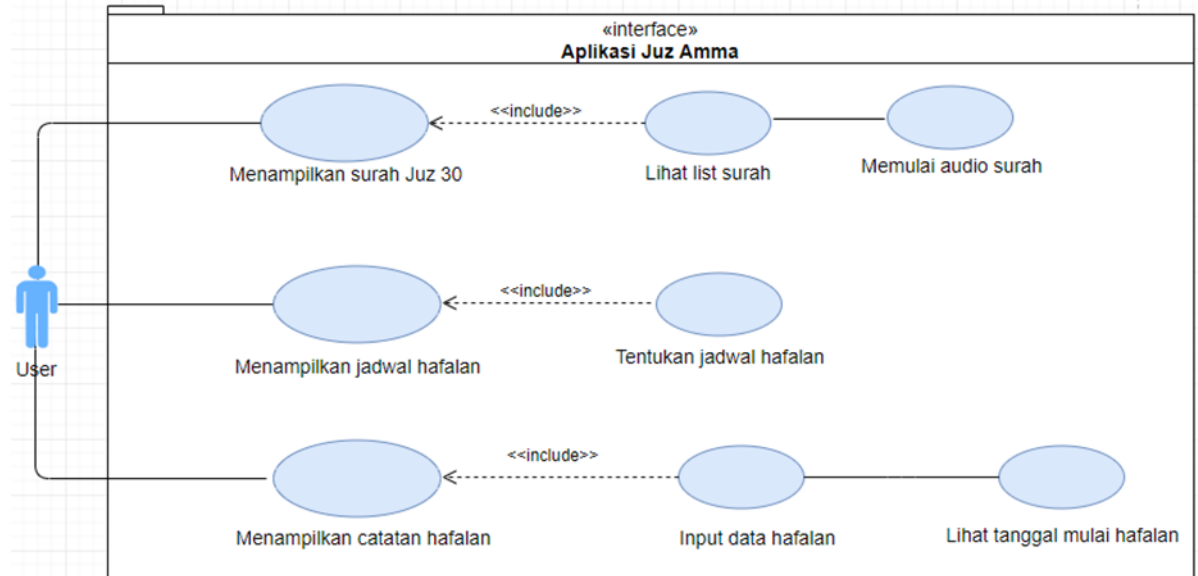 «interface»
Aplikasi Juz Amma
<<include>>
Menampilkan surah Juz 30
Lihat list surah
Memulai audio surah
<<include>>
User
Menampilkan jadwal hafalan
Tentukan jadwal hafalan
<<include>>
Menampilkan catatan hafalan
Input data hafalan
Lihat tanggal mulai hafalan